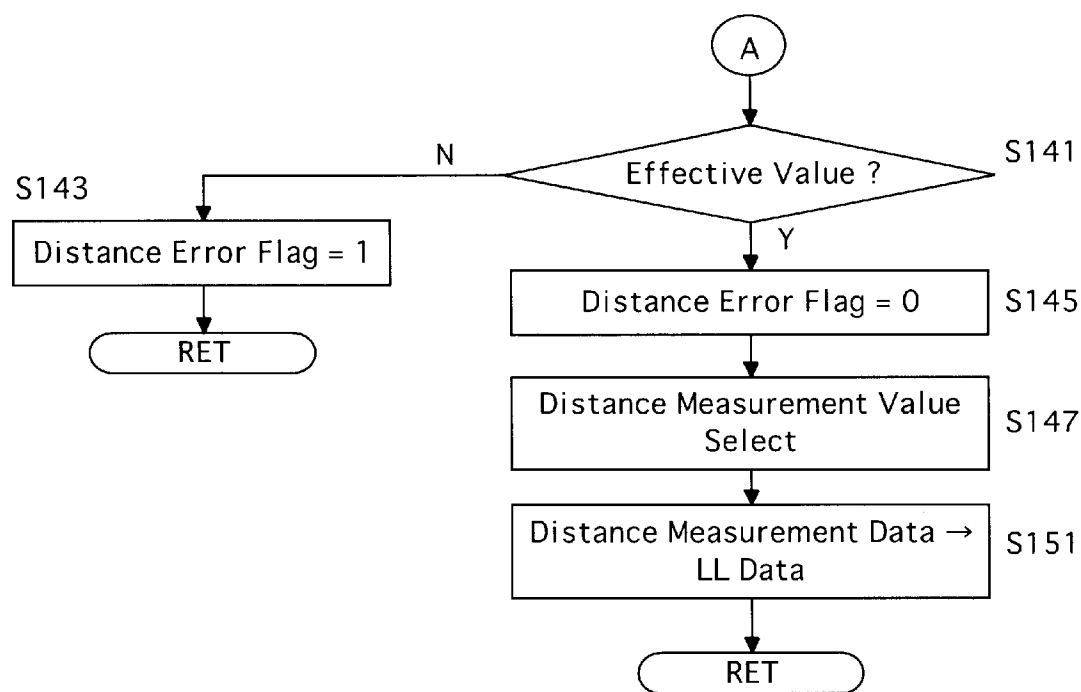 A
N
Effective Value ?
S141
S143
Distance Error Flag = 1
Y
Distance Error Flag = 0
S145
RET
Distance Measurement Value
Select
S147
Distance Measurement Data →
LL Data
S151
RET